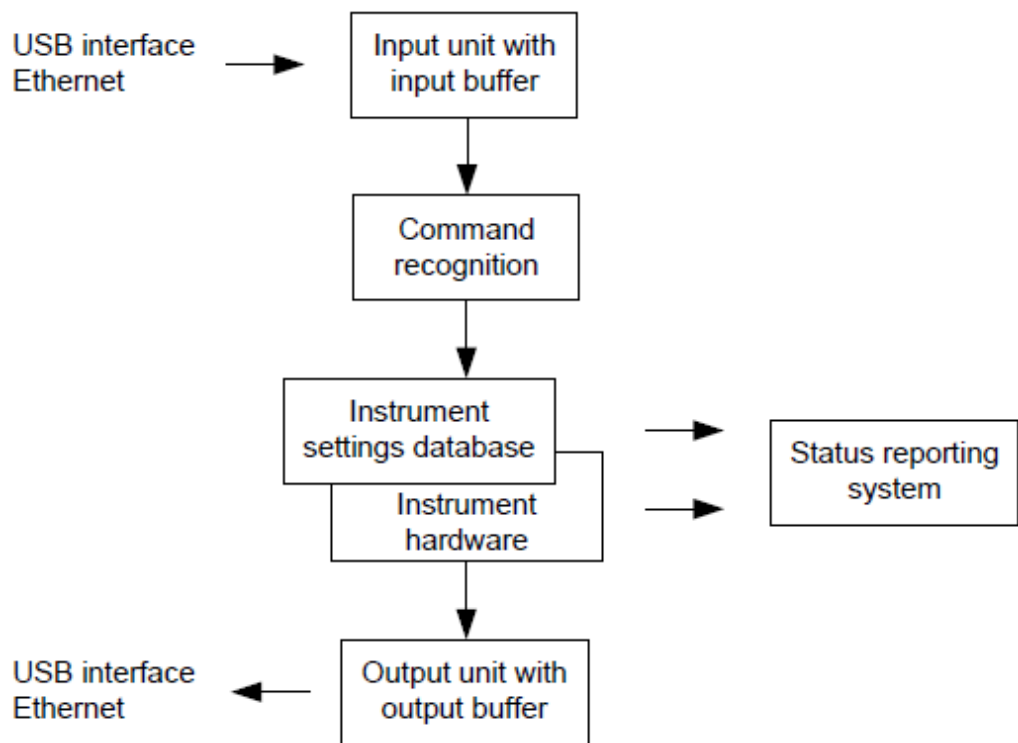 USB interface
Ethernet
Input unit with
input buffer
Command
recognition
Instrument
settings database
Instrument
hardware
Status reporting
system
USB interface
Ethernet
Output unit with
output buffer